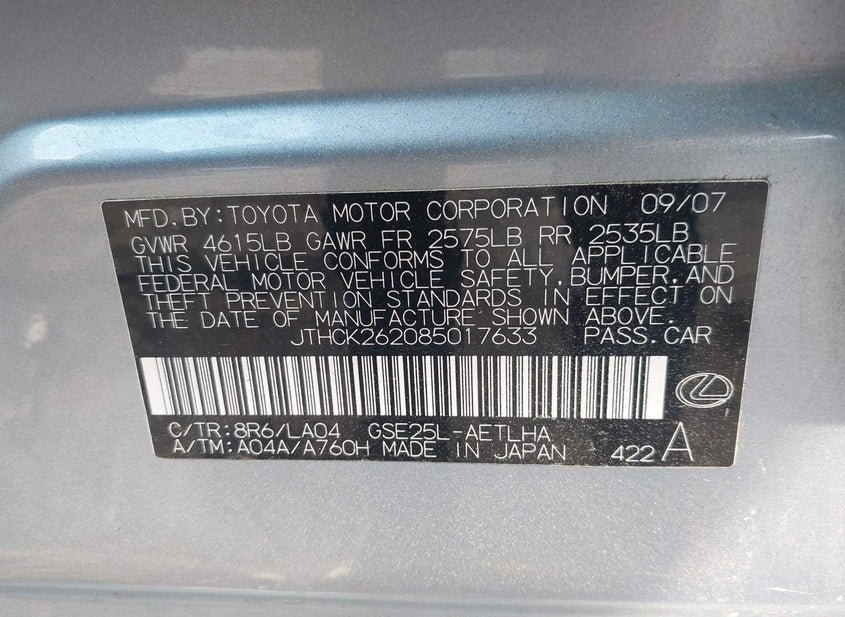 MFD.BY:TOYOTA MOTOR CORPORATION 09/07
GVWR 4615LB GAWR FR 2575LB RR 2535LB
THIS VEHICLE CONFORMS TO ALL APPLICABLE
FEDERAL MOTOR VEHICLE SAFETY,BUMPER,AND
THEFT PREVENTION STANDARDS IN EFFECT ON
THE DATE OF MANUFACTURE SHOWN ABOVE.
JTHCK262085017633 PASS.CAR
C/TR:8R6/LA04 GSE25L-AETLHA
A/TM:A04A/A760H MADE IN JAPAN 422 A